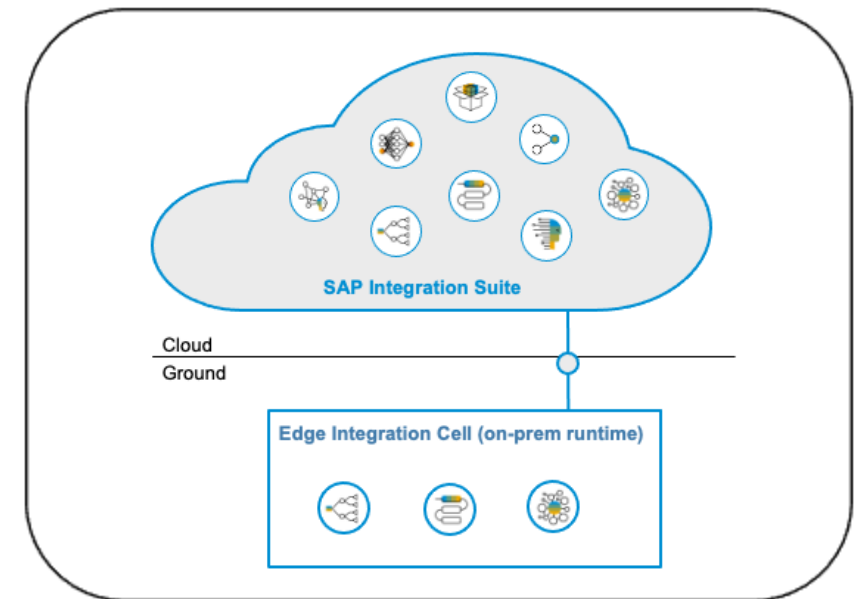 SAP Integration Suite
Cloud
Ground
Edge Integration Cell (on-prem runtime)